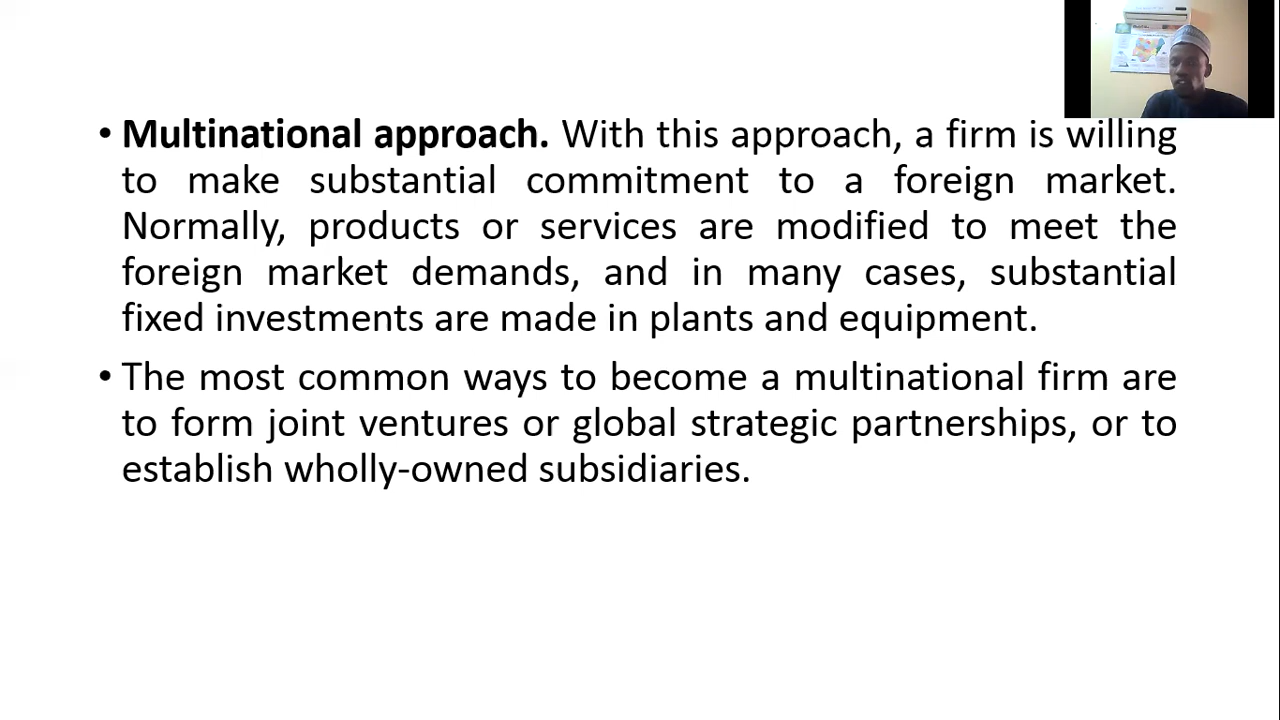 • Multinational approach. With this approach, a firm is willing
to make substantial commitment to a foreign market.
Normally, products or services are modified to meet the
foreign market demands, and in many cases, substantial
fixed investments are made in plants and equipment.
• The most common ways to become a multinational firm are
to form joint ventures or global strategic partnerships, or to
establish wholly-owned subsidiaries.